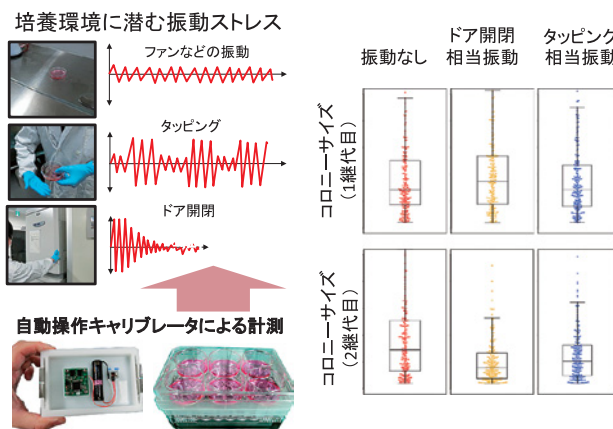 培養環境に潜む振動ストレス
ファンなどの振動
タッピング
ドア開閉
自動操作キャリブレータによる計測
振動なし
ドア開閉
相当振動
タッピング
相当振動
コロニーサイズ
(1継代目)
コロニーサイズ
(2継代目)